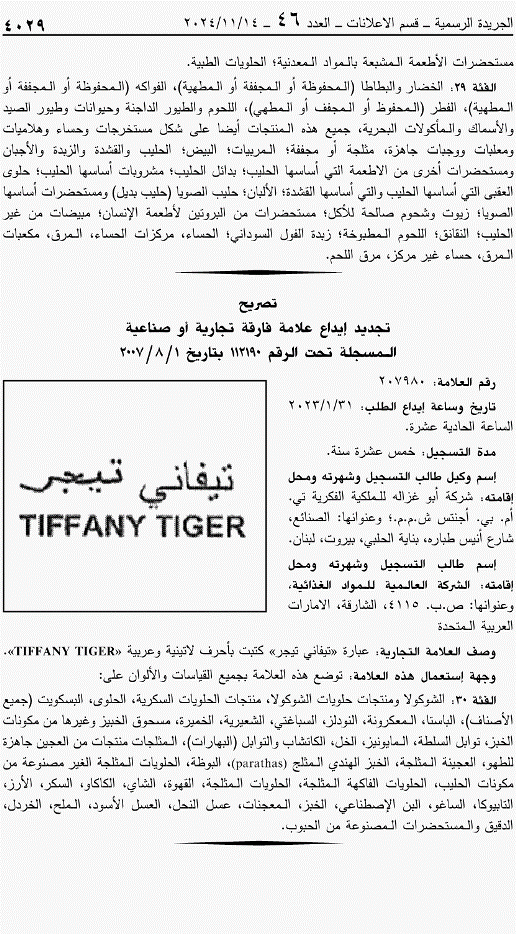 الجريدة الرسمية ــ قسم الاعلانات ــ العدد ٤٦ ــ ٢٠٢٤/١١/١٤
٤٠٢٩
مستحضرات الأطعمة المشبعة بالمواد المعدنية؛ الحلويات الطبية.
الفئة ٢٩: الخضار والبطاطا (المحفوظة أو المجففة أو المطهية)، الفواكه (المحفوظة أو المجففة أو
المطهية)، الفطر (المحفوظ أو المجفف أو المطهي)، اللحوم والطيور الداجنة وحيوانات وطيور الصيد
والأسماك والمأكولات البحرية، جميع هذه المنتجات أيضا على شكل مستخرجات وحساء وهلاميات
ومعلبات ووجبات جاهزة، مثلجة أو مجففة؛ المربيات؛ البيض؛ الحليب والقشدة والزبدة والأجبان
ومستحضرات أخرى من الاطعمة التي أساسها الحليب؛ بدائل الحليب؛ مشروبات أساسها الحليب؛ حلوى
العقبى التي أساسها الحليب والتي أساسها القشدة؛ الألبان؛ حليب الصويا (حليب بديل) ومستحضرات أساسها
الصويا؛ زيوت وشحوم صالحة للأكل؛ مستحضرات من البروتين لأطعمة الإنسان؛ مبيضات من غير
الحليب؛ النقانق؛ اللحوم المطبوخة؛ زبدة الفول السوداني؛ الحساء، مركزات الحساء، المرق، مكعبات
المرق، حساء غير مركز، مرق اللحم.
تصريح
تجديد إيداع علامة فارقة تجارية أو صناعية
المسجلة تحت الرقم ١١٢١٩٠ بتاريخ ٢٠٠٧/٨/١
رقم العلامة: ٢٠٧٩٨٠
تاريخ وساعة إيداع الطلب: ٢٠٢٣/١/٣١
الساعة الحادية عشرة.
مدة التسجيل: خمس عشرة سنة.
إسم وكيل طالب التسجيل وشهرته ومحل
إقامته: شركة أبو غزاله للملكية الفكرية تي.
أم. بي. أجنتس ش.م.م.؛ وعنوانها: الصنائع،
شارع أنيس طباره، بناية الحلبي، بيروت، لبنان.
إسم طالب التسجيل وشهرته ومحل
إقامته: الشركة العالمية للمواد الغذائية.
وعنوانها: ص.ب. ٤١١٥، الشارقة، الامارات
العربية المتحدة
تيفاني تيجر
TIFFANY TIGER
وصف العلامة التجارية: عبارة «تيفاني تيجر» كتبت بأحرف لاتينية وعربية «TIFFANY TIGER».
وجهة إستعمال هذه العلامة: توضع هذه العلامة بجميع القياسات والألوان على:
الفئة ٣٠: الشوكولا ومنتجات حلويات الشوكولا، منتجات الحلويات السكرية، الحلوى، البسكويت (جميع
الأصناف)، الباستا، المعكرونة، النودلز، السباغتي، الشعيرية، الخميرة، مسحوق الخبيز وغيرها من مكونات
الخبز، توابل السلطة، المايونيز، الخل، الكاتشاب والتوابل (البهارات)، المثلجات منتجات من العجين جاهزة
للطهو، العجينة المثلجة، الخبز الهندي المثلج (parathas)، البوظة، الحلويات المثلجة الغير مصنوعة من
مكونات الحليب، الحلويات الفاكهة المثلجة، الحلويات المثلجة، القهوة، الشاي، الكاكاو، السكر، الأرز،
التابيوكا، الساغو، البن الإصطناعي، الخبز، المعجنات، عسل النحل، العسل الأسود، الملح، الخردل،
الدقيق والمستحضرات المصنوعة من الحبوب.